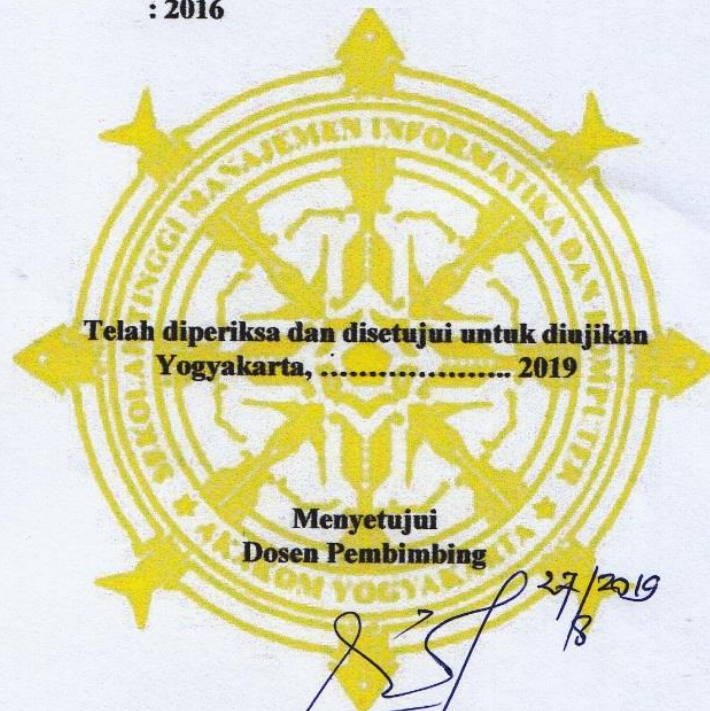 : 2016
SEKOLAH TINGGI MANAJEMEN INFORMATIKA DAN KOMPUTER
Telah diperiksa dan disetujui untuk diujikan
Yogyakarta, ..................... 2019
Menyetujui
Dosen Pembimbing
YOGYAKARTA
27/2019
8